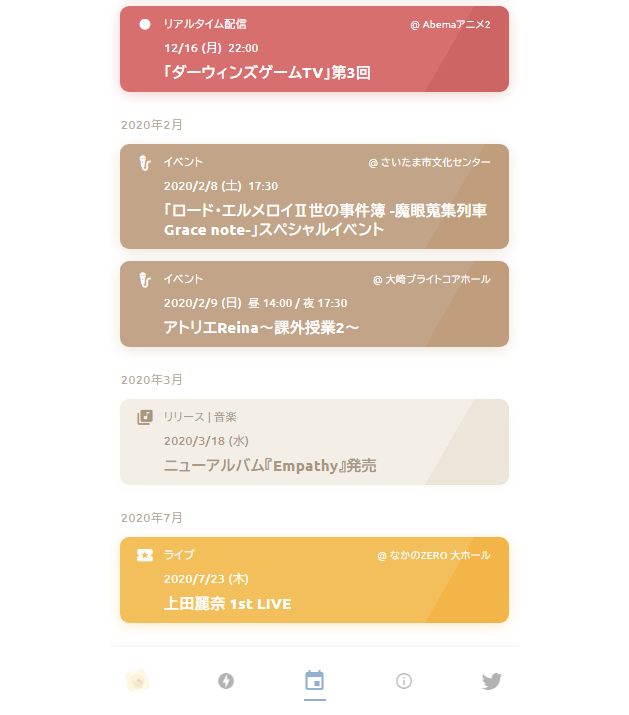 リアルタイム配信 @ Abemaアニメ2
12/16 (月) 22:00
「ダーウィンズゲームTV」第3回
2020年2月
イベント @ さいたま市文化センター
2020/2/8 (土) 17:30
「ロード・エルメロイⅡ世の事件簿 -魔眼蒐集列車
Grace note-」スペシャルイベント
イベント @ 大崎ブライトコアホール
2020/2/9 (日) 昼 14:00 / 夜 17:30
アトリエReina〜課外授業2〜
2020年3月
リリース | 音楽
2020/3/18 (水)
ニューアルバム『Empathy』発売
2020年7月
ライブ @ なかのZERO 大ホール
2020/7/23 (木)
上田麗奈 1st LIVE